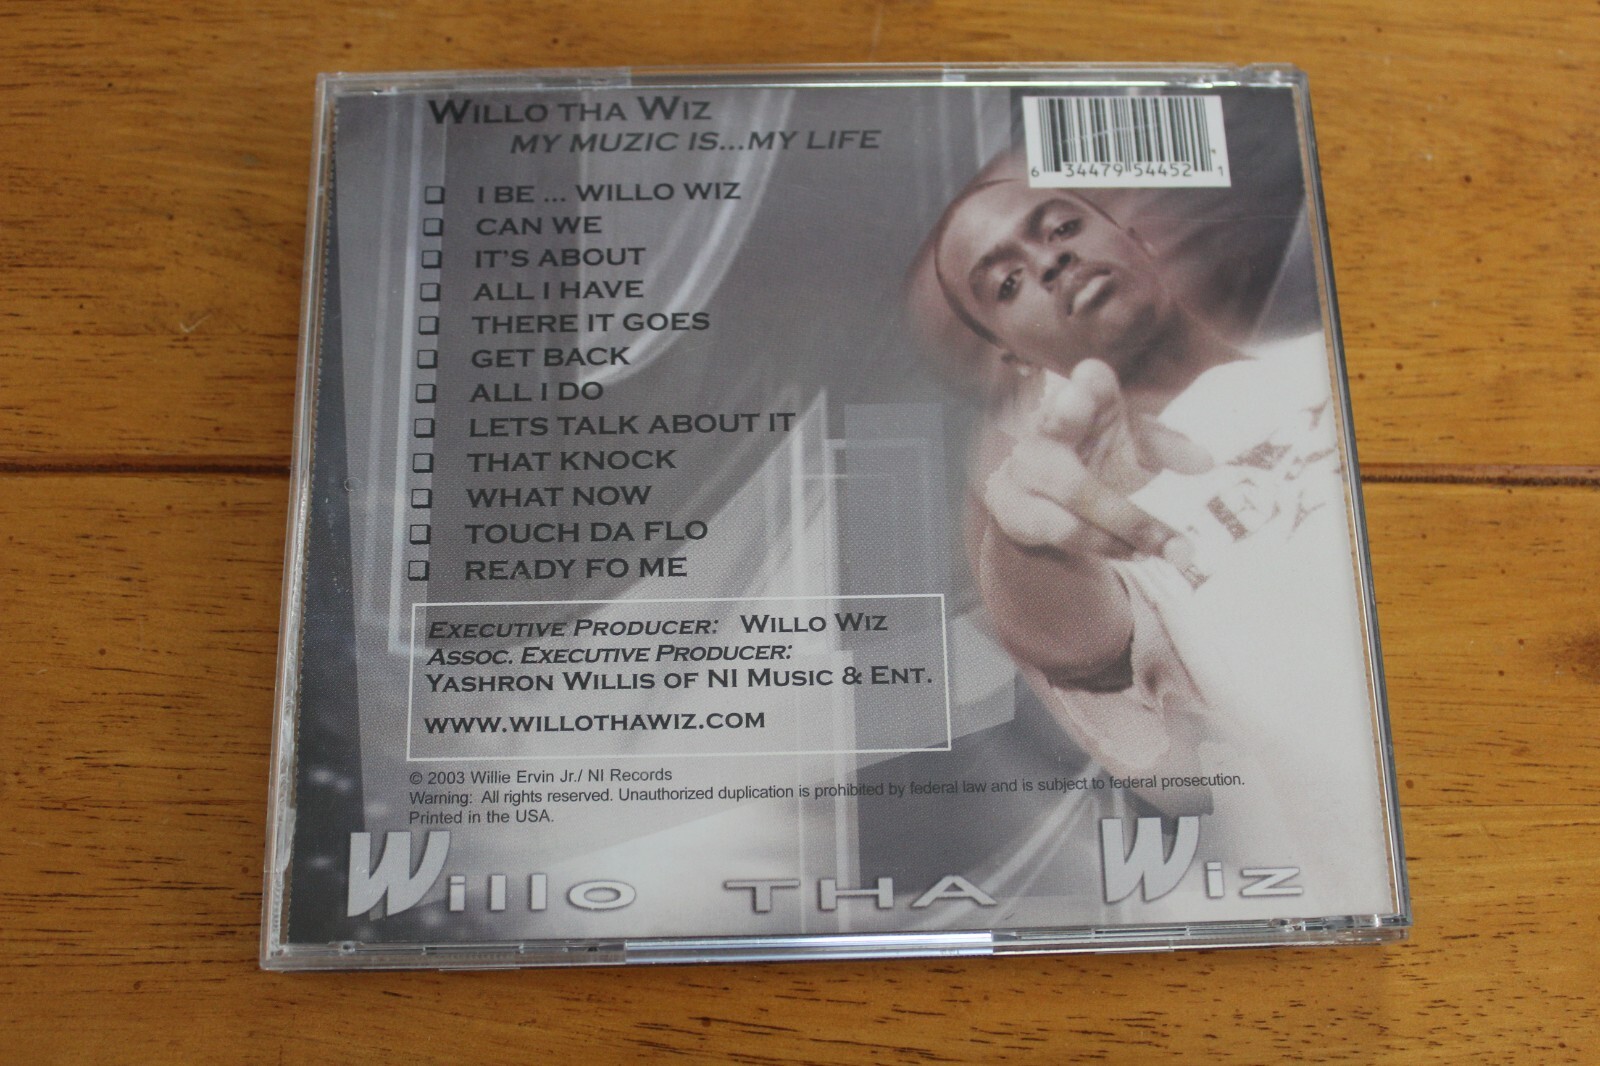 WILLO THA WIZ
MY MUZIC IS...MY LIFE
6 34479 54452 1
I BE ... WILLO WIZ
CAN WE
IT'S ABOUT
ALL I HAVE
THERE IT GOES
GET BACK
ALL I DO
LETS TALK ABOUT IT
THAT KNOCK
WHAT NOW
TOUCH DA FLO
READY FO ME
EXECUTIVE PRODUCER: WILLO WIZ
ASSOC. EXECUTIVE PRODUCER:
YASHRON WILLIS OF NI MUSIC & ENT.
WWW.WILLOTHAWIZ.COM
© 2003 Willie Ervin Jr./ NI Records
Warning: All rights reserved. Unauthorized duplication is prohibited by federal law and is subject to federal prosecution.
Printed in the USA.
Willo THA Wiz